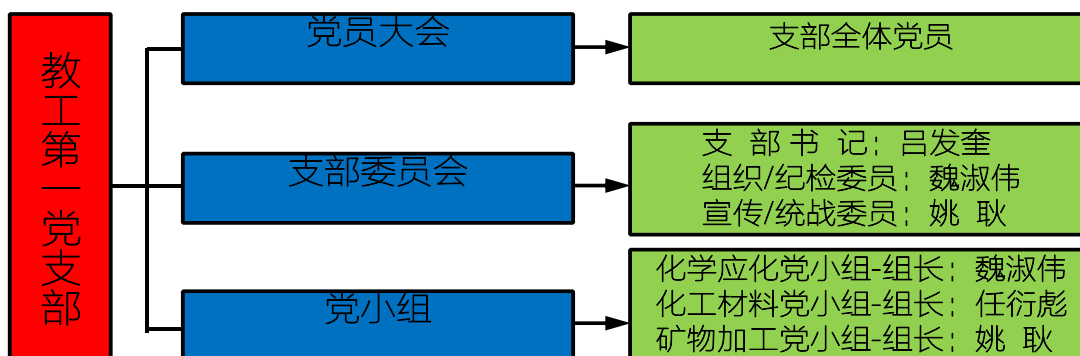 教工第一党支部
党员大会
支部全体党员
支部委员会
支 部 书 记：吕发奎
组织/纪检委员：魏淑伟
宣传/统战委员：姚 耿
党小组
化学应化党小组-组长：魏淑伟
化工材料党小组-组长：任衍彪
矿物加工党小组-组长：姚 耿